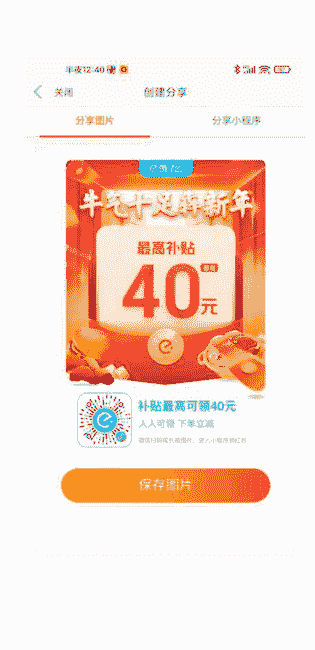 半夜12:40
关闭
创建分享
分享图片
分享小程序
牛气十足犇新年
最高补贴
40元
补贴最高可领40元
人人可领 下单立减
保存图片